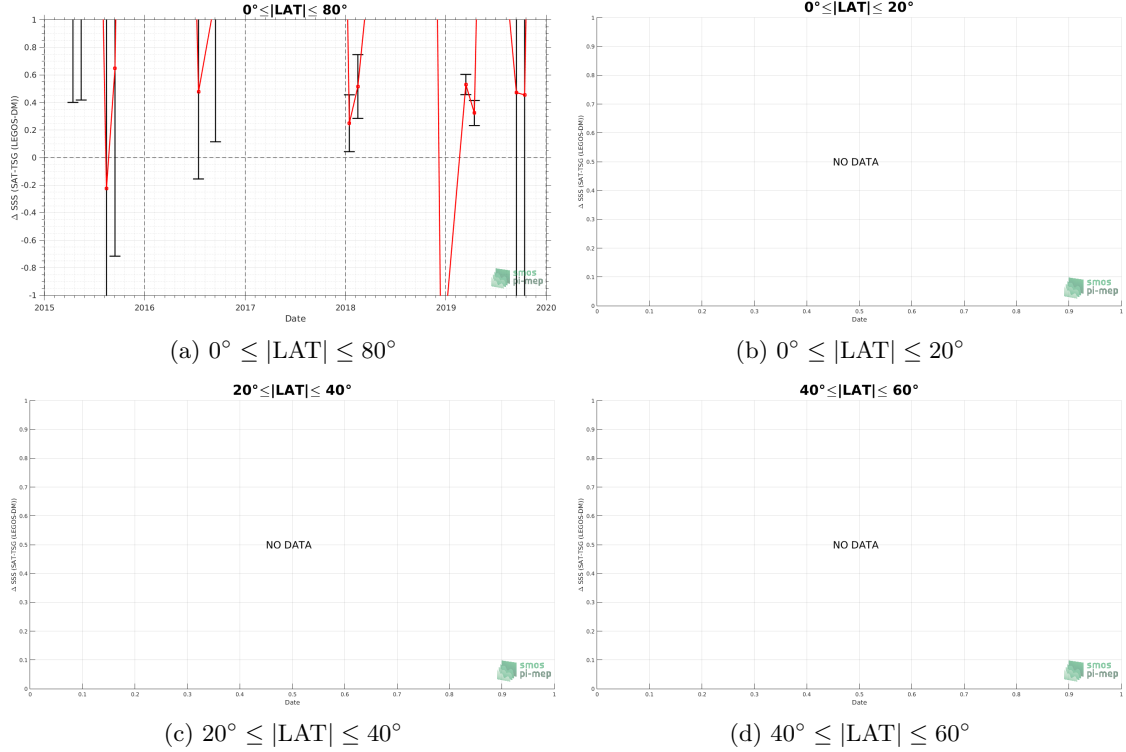 0°≤|LAT|≤ 80°
1
0.8
0.6
0.4
0.2
0
-0.2
-0.4
-0.6
-0.8
-1
Δ SSS (SAT-TSG (LEGOS-DM))
2015 2016 2017 2018 2019 2020
Date
smos
pi-mep
(a) 0° ≤ |LAT| ≤ 80°
0°≤|LAT|≤ 20°
1
0.9
0.8
0.7
0.6
0.5
0.4
0.3
0.2
0.1
0
Δ SSS (SAT-TSG (LEGOS-DM))
NO DATA
0 0.1 0.2 0.3 0.4 0.5 0.6 0.7 0.8 0.9 1
Date
smos
pi-mep
(b) 0° ≤ |LAT| ≤ 20°
20°≤|LAT|≤ 40°
1
0.9
0.8
0.7
0.6
0.5
0.4
0.3
0.2
0.1
0
Δ SSS (SAT-TSG (LEGOS-DM))
NO DATA
0 0.1 0.2 0.3 0.4 0.5 0.6 0.7 0.8 0.9 1
Date
smos
pi-mep
(c) 20° ≤ |LAT| ≤ 40°
40°≤|LAT|≤ 60°
1
0.9
0.8
0.7
0.6
0.5
0.4
0.3
0.2
0.1
0
Δ SSS (SAT-TSG (LEGOS-DM))
NO DATA
0 0.1 0.2 0.3 0.4 0.5 0.6 0.7 0.8 0.9 1
Date
smos
pi-mep
(d) 40° ≤ |LAT| ≤ 60°